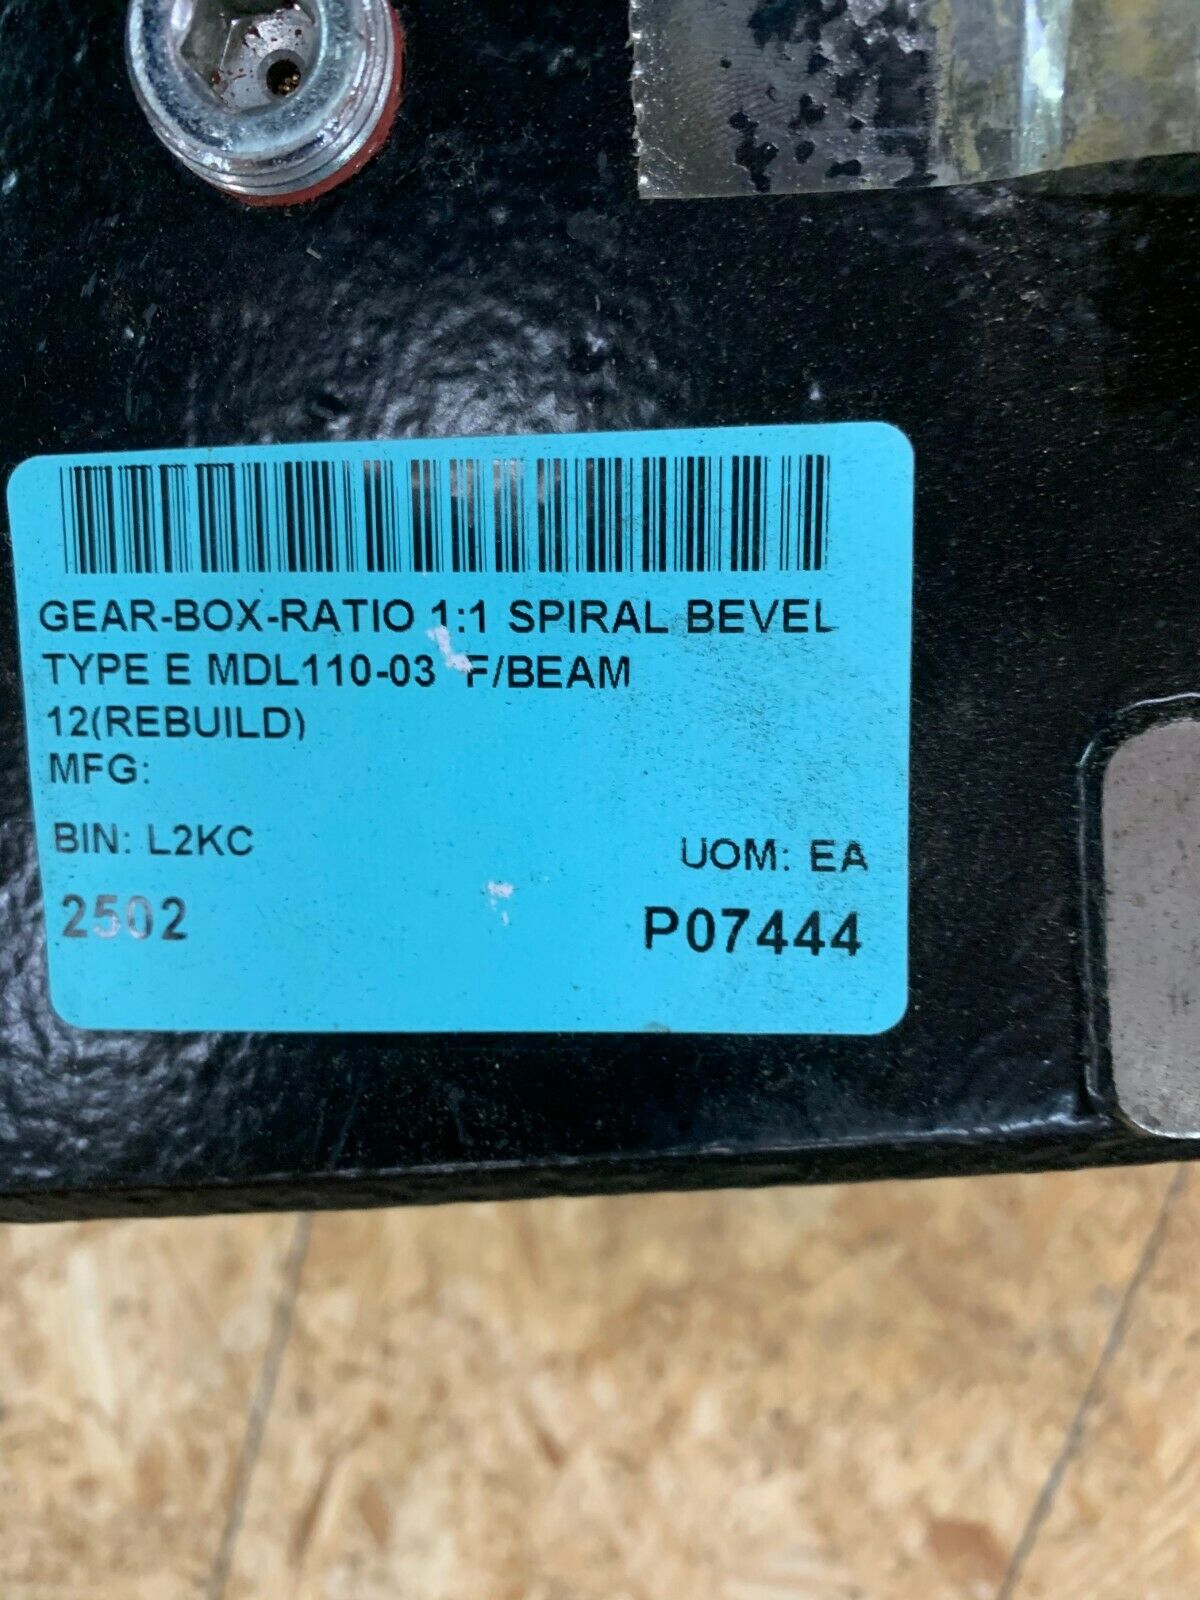 GEAR-BOX-RATIO 1:1 SPIRAL BEVEL
TYPE E MDL110-03 F/BEAM
12(REBUILD)
MFG:
BIN: L2KC
UOM: EA
2502
P07444